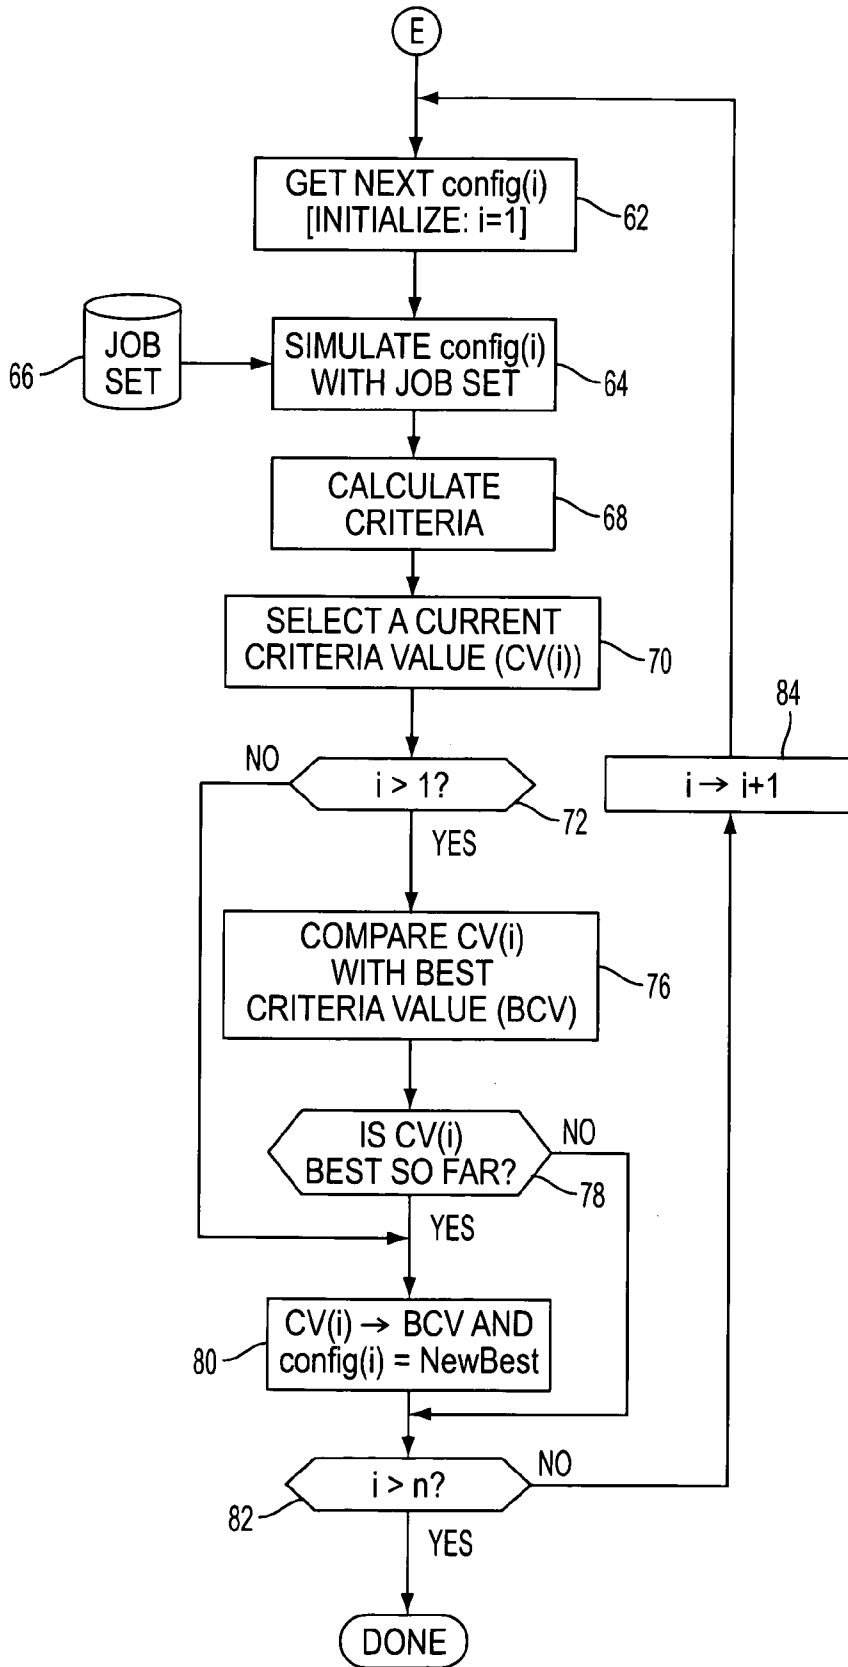 E
GET NEXT config(i)
[INITIALIZE: i=1]
62
JOB
SET
66
SIMULATE config(i)
WITH JOB SET
64
CALCULATE
CRITERIA
68
SELECT A CURRENT
CRITERIA VALUE (CV(i))
70
84
i → i+1
NO
i > 1?
72
YES
COMPARE CV(i)
WITH BEST
CRITERIA VALUE (BCV)
76
IS CV(i)
BEST SO FAR?
NO
78
YES
CV(i) → BCV AND
config(i) = NewBest
80
i > n?
NO
82
YES
DONE